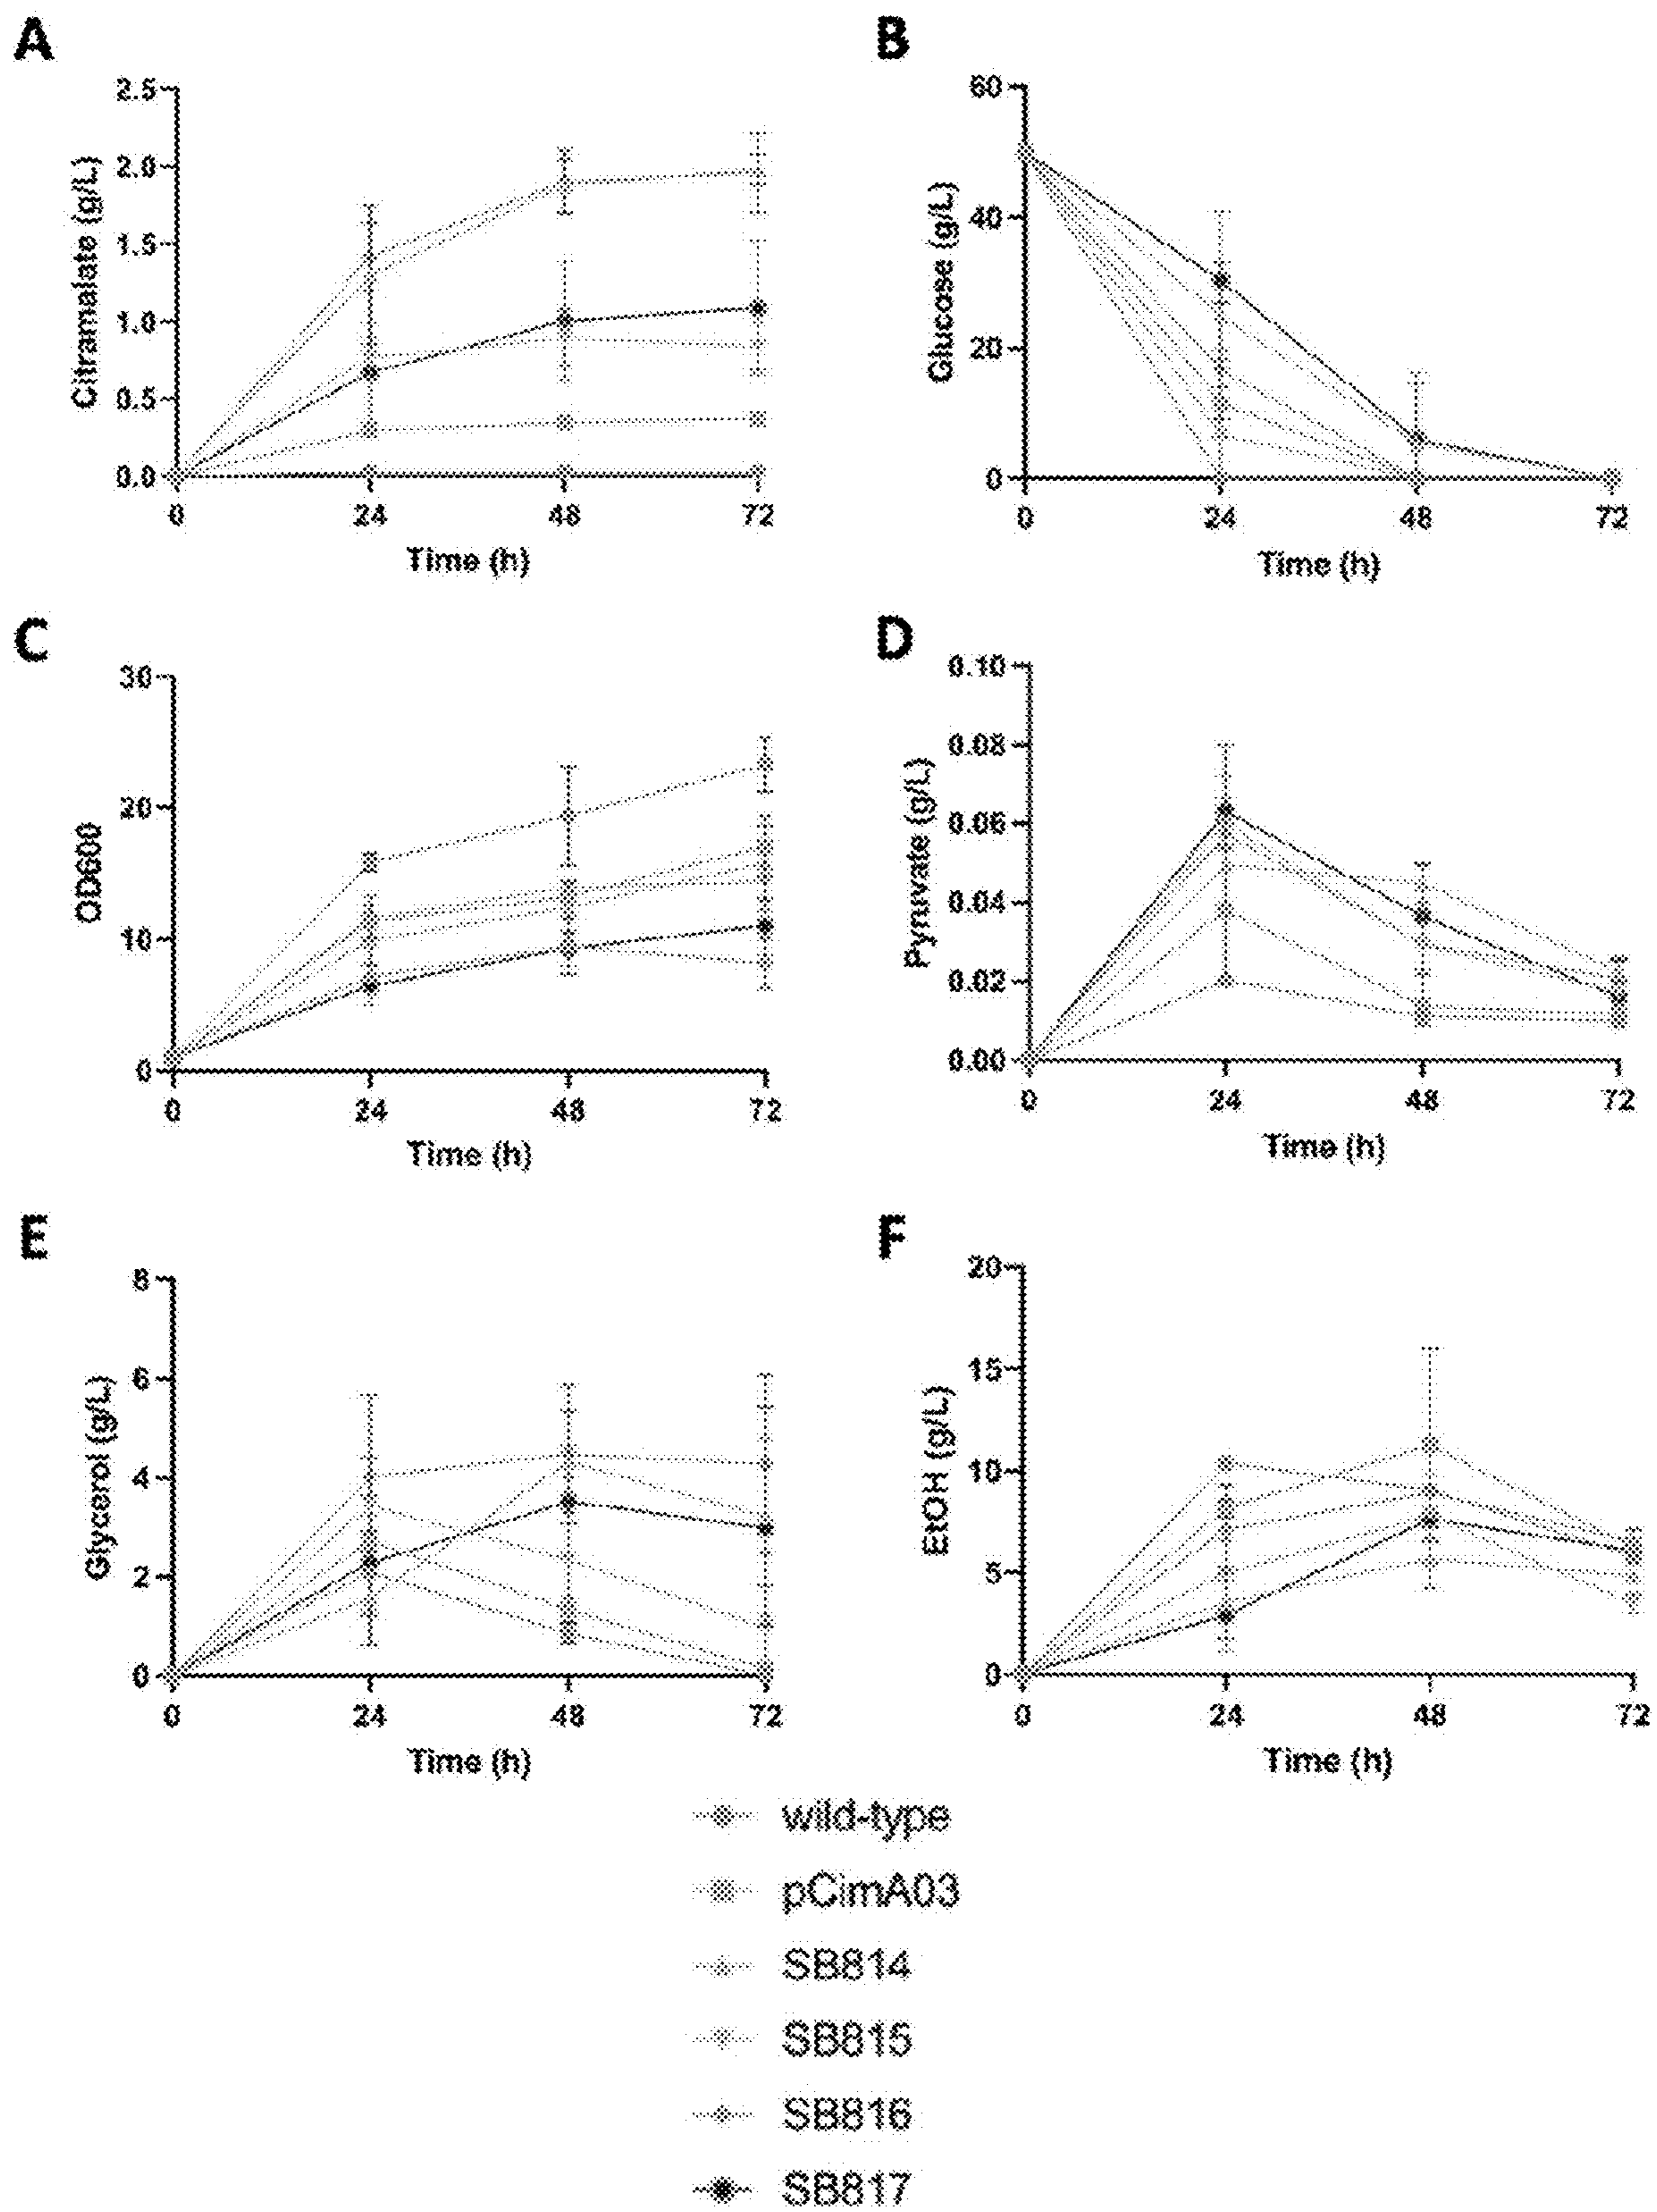 A
2.5
2.0
1.5
1.0
0.5
0.0
Citramalate (g/L)
0 24 48 72
Time (h)
B
60
40
20
0
Glucose (g/L)
0 24 48 72
Time (h)
C
30
20
10
0
OD600
0 24 48 72
Time (h)
D
0.10
0.08
0.06
0.04
0.02
0.00
Pyruvate (g/L)
0 24 48 72
Time (h)
E
8
6
4
2
0
Glycerol (g/L)
0 24 48 72
Time (h)
F
20
15
10
5
0
EtOH (g/L)
0 24 48 72
Time (h)
wild-type
pCimA03
SB814
SB815
SB816
SB817